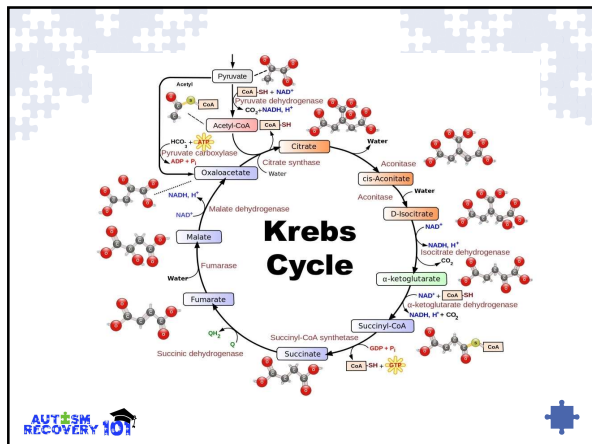 Pyruvate
Acetyl
CoA
CoA-SH + NAD⁺
Pyruvate dehydrogenase
CO₂+NADH, H⁺
Acetyl-CoA
CoA-SH
HCO₃⁻ + ATP
Pyruvate carboxylase
ADP + Pᵢ
Oxaloacetate
Citrate
Citrate synthase
Water
Water
Aconitase
cis-Aconitate
Water
Aconitase
D-Isocitrate
NAD⁺
NADH, H⁺
Isocitrate dehydrogenase
CO₂
α-ketoglutarate
NAD⁺ + CoA-SH
α-ketoglutarate dehydrogenase
NADH, H⁺ + CO₂
Succinyl-CoA
CoA
Succinyl-CoA synthetase
GDP + Pᵢ
CoA-SH + GTP
Succinate
Succinic dehydrogenase
QH₂
Q
Fumarate
Water
Fumarase
Malate
NAD⁺
Malate dehydrogenase
NADH, H⁺
Krebs
Cycle
AUTISM
RECOVERY 101